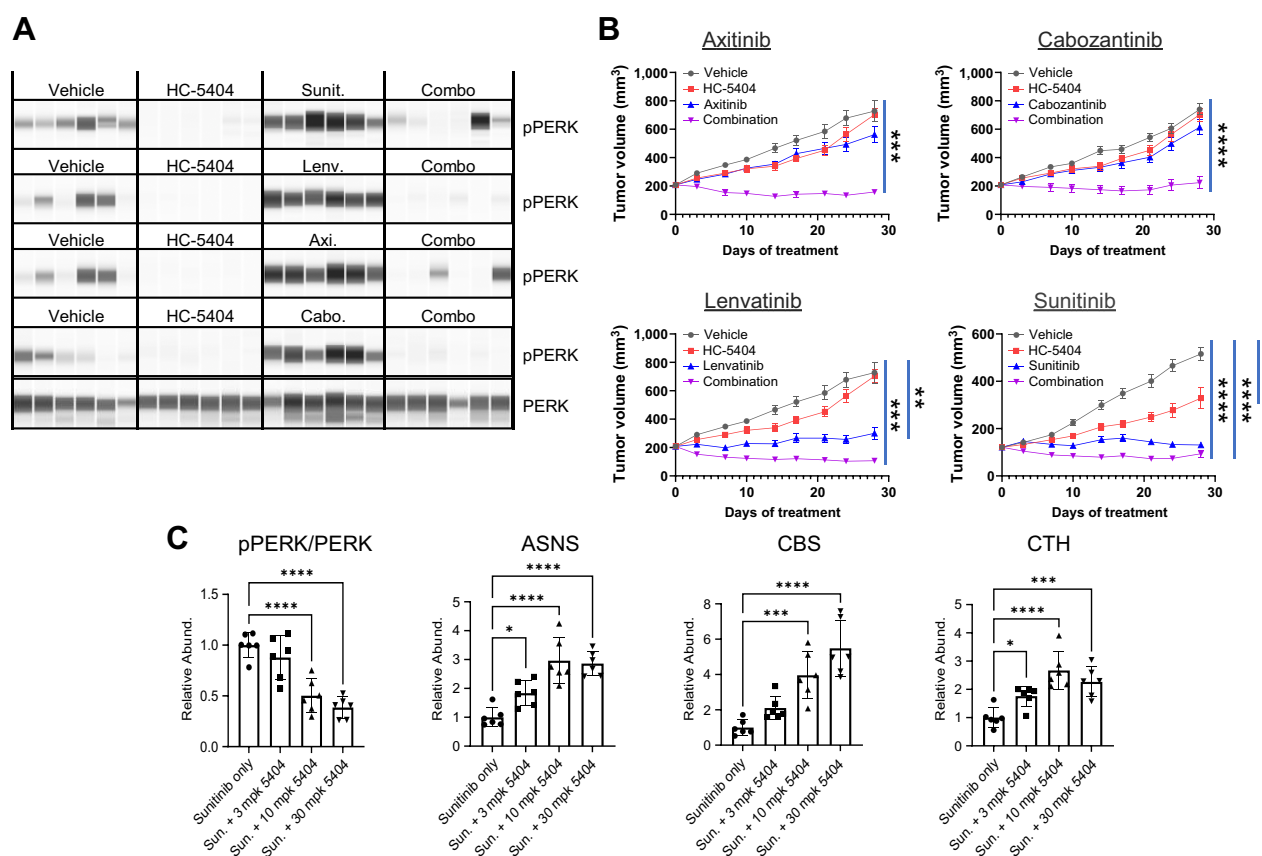 A
Vehicle HC-5404 Sunit. Combo
pPERK
Vehicle HC-5404 Lenv. Combo
pPERK
Vehicle HC-5404 Axi. Combo
pPERK
Vehicle HC-5404 Cabo. Combo
pPERK
PERK
B
Axitinib
Tumor volume (mm³)
1,000
800
600
400
200
0
Vehicle
HC-5404
Axitinib
Combination
***
0 10 20 30
Days of treatment
Cabozantinib
Tumor volume (mm³)
1,000
800
600
400
200
0
Vehicle
HC-5404
Cabozantinib
Combination
****
0 10 20 30
Days of treatment
Lenvatinib
Tumor volume (mm³)
1,000
800
600
400
200
0
Vehicle
HC-5404
Lenvatinib
Combination
***
**
0 10 20 30
Days of treatment
Sunitinib
Tumor volume (mm³)
600
400
200
0
Vehicle
HC-5404
Sunitinib
Combination
****
****
****
0 10 20 30
Days of treatment
C
pPERK/PERK
Relative Abund.
1.5
1.0
0.5
0.0
****
****
Sunitinib only
Sun. + 3 mpk 5404
Sun. + 10 mpk 5404
Sun. + 30 mpk 5404
ASNS
Relative Abund.
5
4
3
2
1
0
****
****
*
Sunitinib only
Sun. + 3 mpk 5404
Sun. + 10 mpk 5404
Sun. + 30 mpk 5404
CBS
Relative Abund.
8
6
4
2
0
****
***
Sunitinib only
Sun. + 3 mpk 5404
Sun. + 10 mpk 5404
Sun. + 30 mpk 5404
CTH
Relative Abund.
5
4
3
2
1
0
***
****
*
Sunitinib only
Sun. + 3 mpk 5404
Sun. + 10 mpk 5404
Sun. + 30 mpk 5404